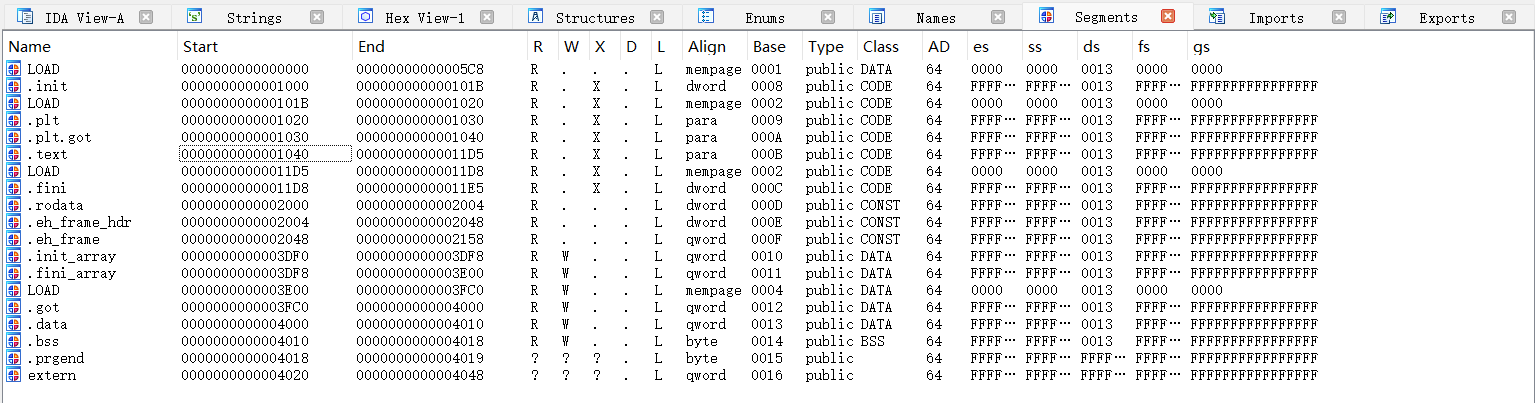 IDA View-A Strings Hex View-1 Structures Enums Names Segments Imports Exports
Name Start End R W X D L Align Base Type Class AD es ss ds fs gs
LOAD 0000000000000000 00000000000005C8 R . . . L mempage 0001 public DATA 64 0000 0000 0013 0000 0000
.init 0000000000001000 000000000000101B R . X . L dword 0008 public CODE 64 FFFF… FFFF… 0013 FFFF… FFFFFFFFFFFFFFFF
LOAD 000000000000101B 0000000000001020 R . X . L mempage 0002 public CODE 64 0000 0000 0013 0000 0000
.plt 0000000000001020 0000000000001030 R . X . L para 0009 public CODE 64 FFFF… FFFF… 0013 FFFF… FFFFFFFFFFFFFFFF
.plt.got 0000000000001030 0000000000001040 R . X . L para 000A public CODE 64 FFFF… FFFF… 0013 FFFF… FFFFFFFFFFFFFFFF
.text 0000000000001040 00000000000011D5 R . X . L para 000B public CODE 64 FFFF… FFFF… 0013 FFFF… FFFFFFFFFFFFFFFF
LOAD 00000000000011D5 00000000000011D8 R . X . L mempage 0002 public CODE 64 0000 0000 0013 0000 0000
.fini 00000000000011D8 00000000000011E5 R . X . L dword 000C public CODE 64 FFFF… FFFF… 0013 FFFF… FFFFFFFFFFFFFFFF
.rodata 0000000000002000 0000000000002004 R . . . L dword 000D public CONST 64 FFFF… FFFF… 0013 FFFF… FFFFFFFFFFFFFFFF
.eh_frame_hdr 0000000000002004 0000000000002048 R . . . L dword 000E public CONST 64 FFFF… FFFF… 0013 FFFF… FFFFFFFFFFFFFFFF
.eh_frame 0000000000002048 0000000000002158 R . . . L qword 000F public CONST 64 FFFF… FFFF… 0013 FFFF… FFFFFFFFFFFFFFFF
.init_array 0000000000003DF0 0000000000003DF8 R W . . L qword 0010 public DATA 64 FFFF… FFFF… 0013 FFFF… FFFFFFFFFFFFFFFF
.fini_array 0000000000003DF8 0000000000003E00 R W . . L qword 0011 public DATA 64 FFFF… FFFF… 0013 FFFF… FFFFFFFFFFFFFFFF
LOAD 0000000000003E00 0000000000003FC0 R W . . L mempage 0004 public DATA 64 0000 0000 0013 0000 0000
.got 0000000000003FC0 0000000000004000 R W . . L qword 0012 public DATA 64 FFFF… FFFF… 0013 FFFF… FFFFFFFFFFFFFFFF
.data 0000000000004000 0000000000004010 R W . . L qword 0013 public DATA 64 FFFF… FFFF… 0013 FFFF… FFFFFFFFFFFFFFFF
.bss 0000000000004010 0000000000004018 R W . . L byte 0014 public BSS 64 FFFF… FFFF… 0013 FFFF… FFFFFFFFFFFFFFFF
.prgend 0000000000004018 0000000000004019 ? ? ? . L byte 0015 public 64 FFFF… FFFF… FFFF… FFFF… FFFFFFFFFFFFFFFF
extern 0000000000004020 0000000000004048 ? ? ? . L qword 0016 public 64 FFFF… FFFF… FFFF… FFFF… FFFFFFFFFFFFFFFF